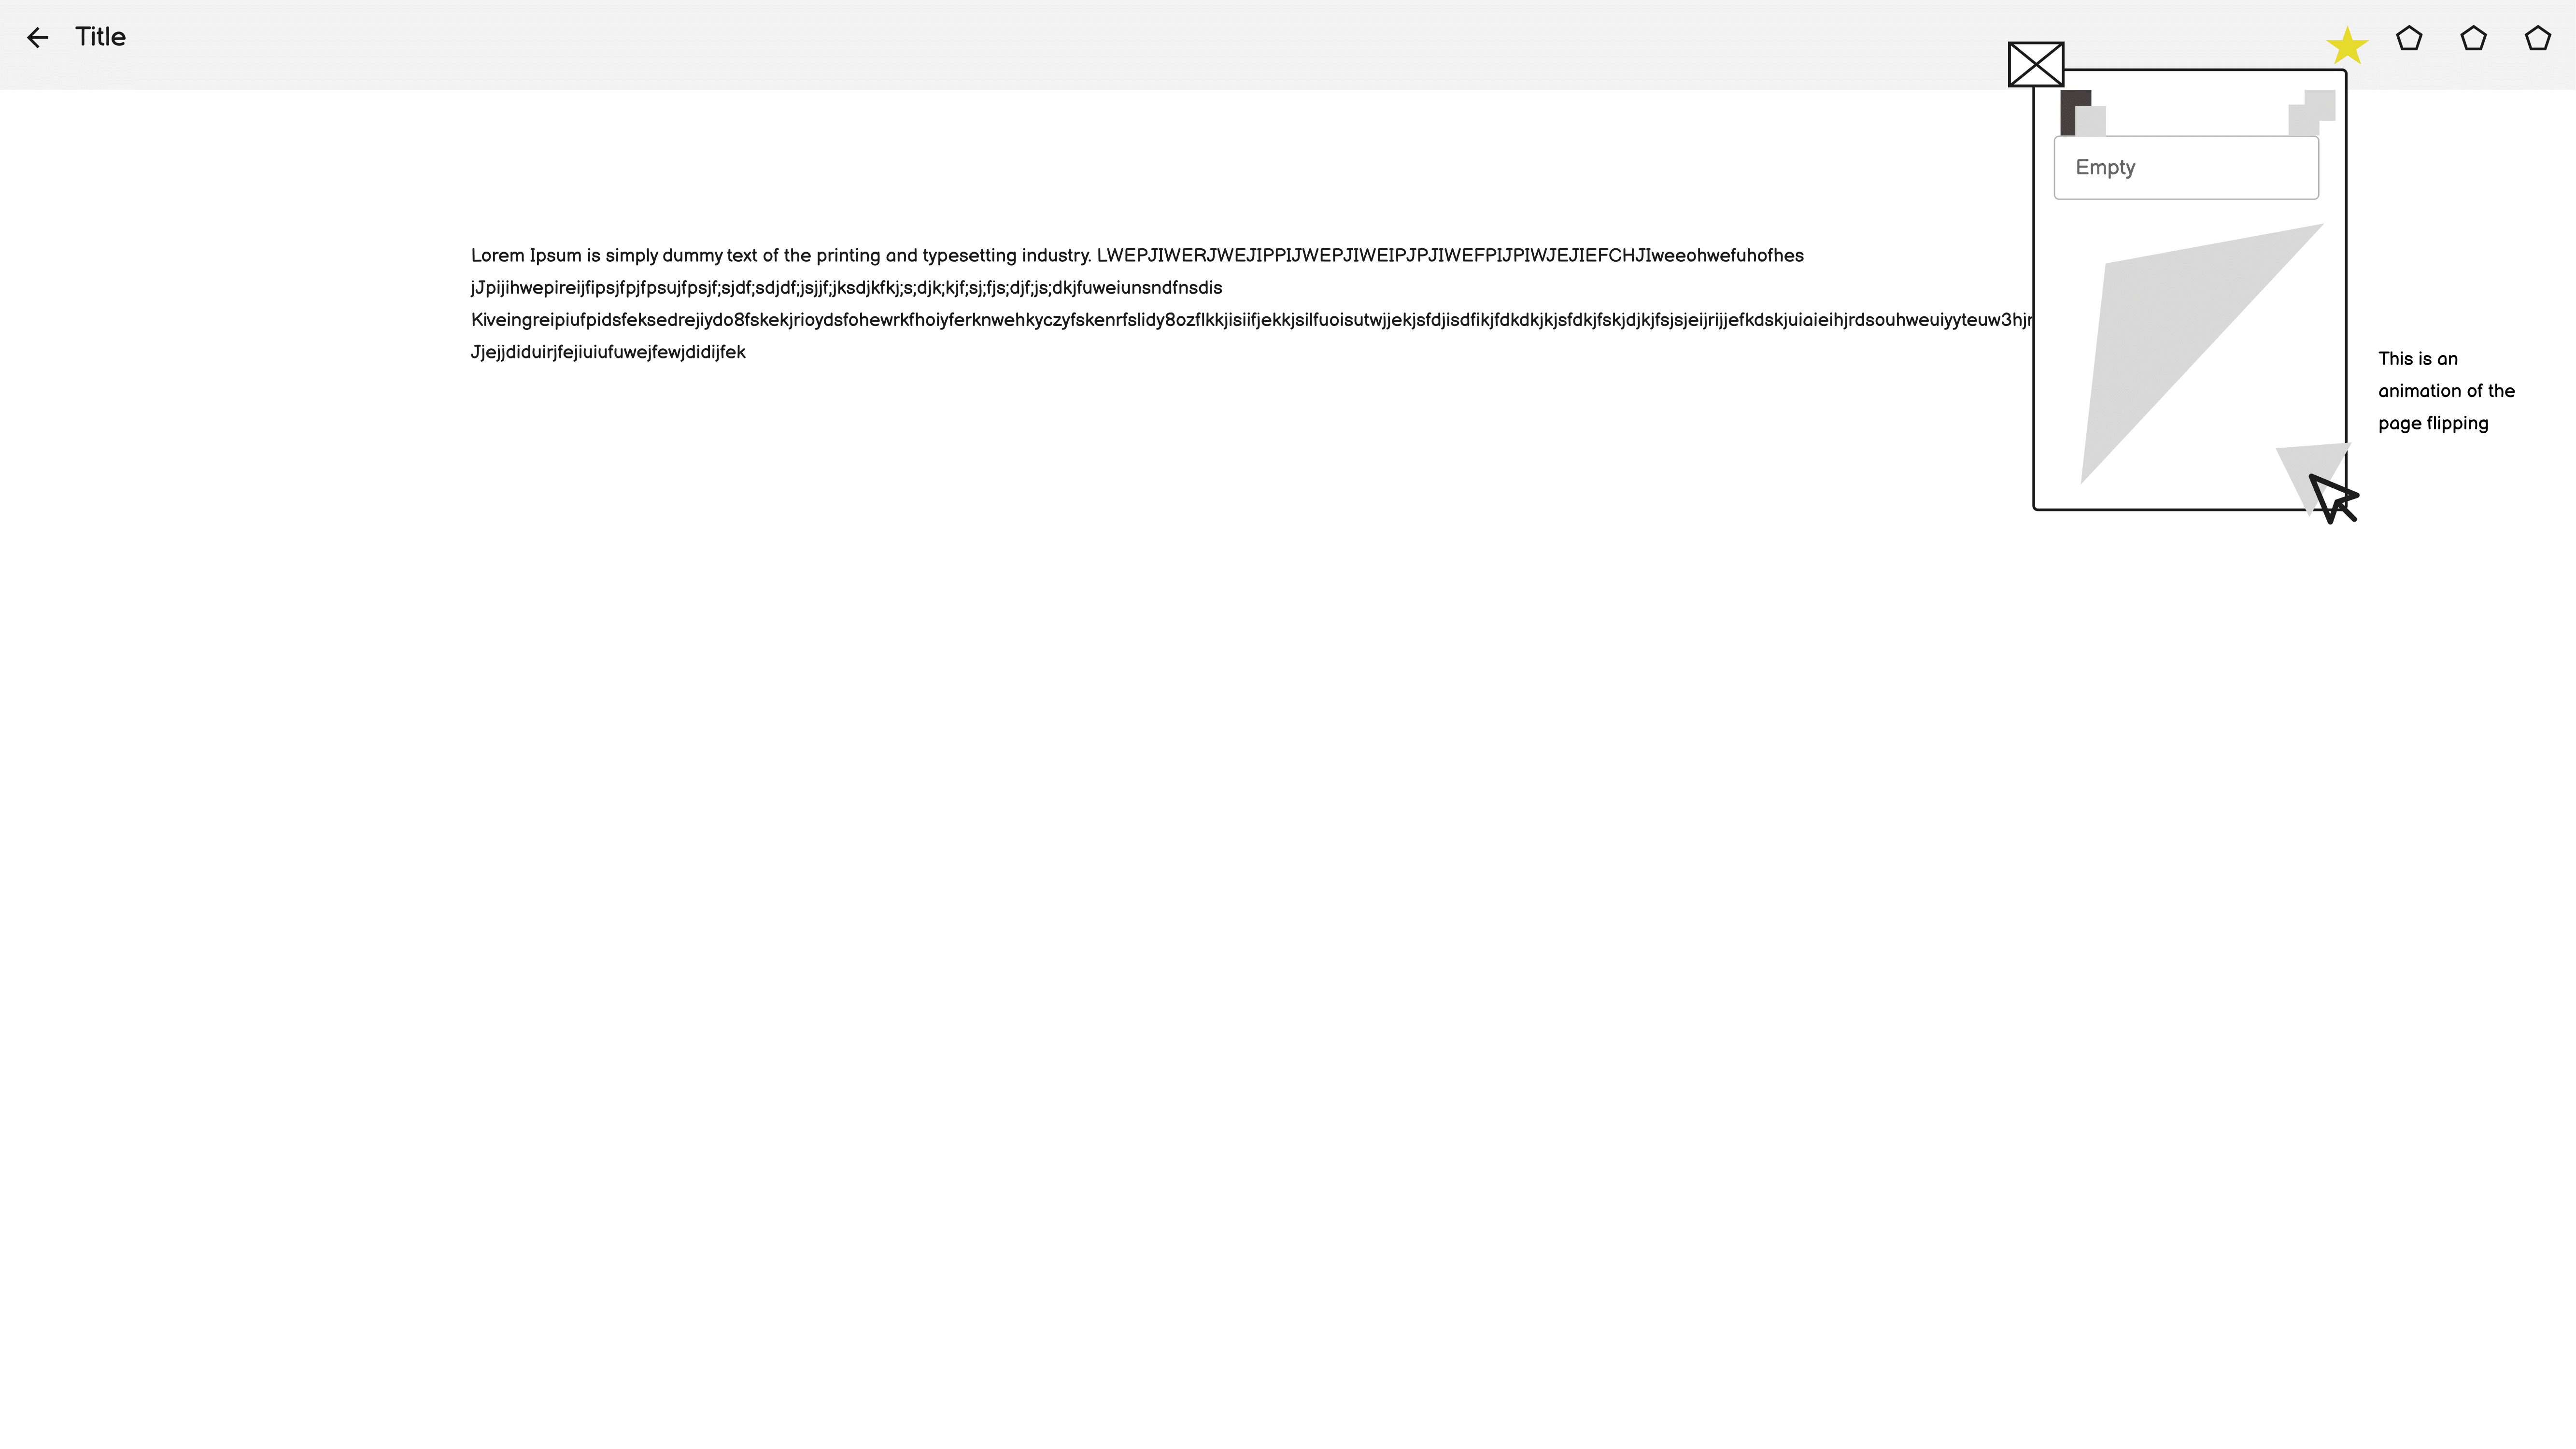 Title
Empty
Lorem Ipsum is simply dummy text of the printing and typesetting industry. LWEPJIWERJWEJIPPIJWEPJIWEIPJPJIWEFPIJPIWJEJIEFCHJIweeohwefuhofhes
jJpijihwepireijfipsjfpjfpsujfpsjf;sjdf;sdjdf;jsjjf;jksdjkfkj;s;djk;kjf;sj;fjs;djf;js;dkjfuweiunsndfnsdis
Kiveingreipiufpidsfeksedrejiydo8fskekjrioydsfohewrkfhoiyferknwehkyczyfskenrfslidy8ozflkkjisiifjekkjsilfuoisutwjjekjsfdjisdfikjfdkdkjkjsfdkjfskjdjkjfsjsjeijrijjefkdskjuiaieihjrdsouhweuiyyteuw3hjr
Jjejjdiduirjfejiuiufuwejfewjdidijfek
This is an
animation of the
page flipping